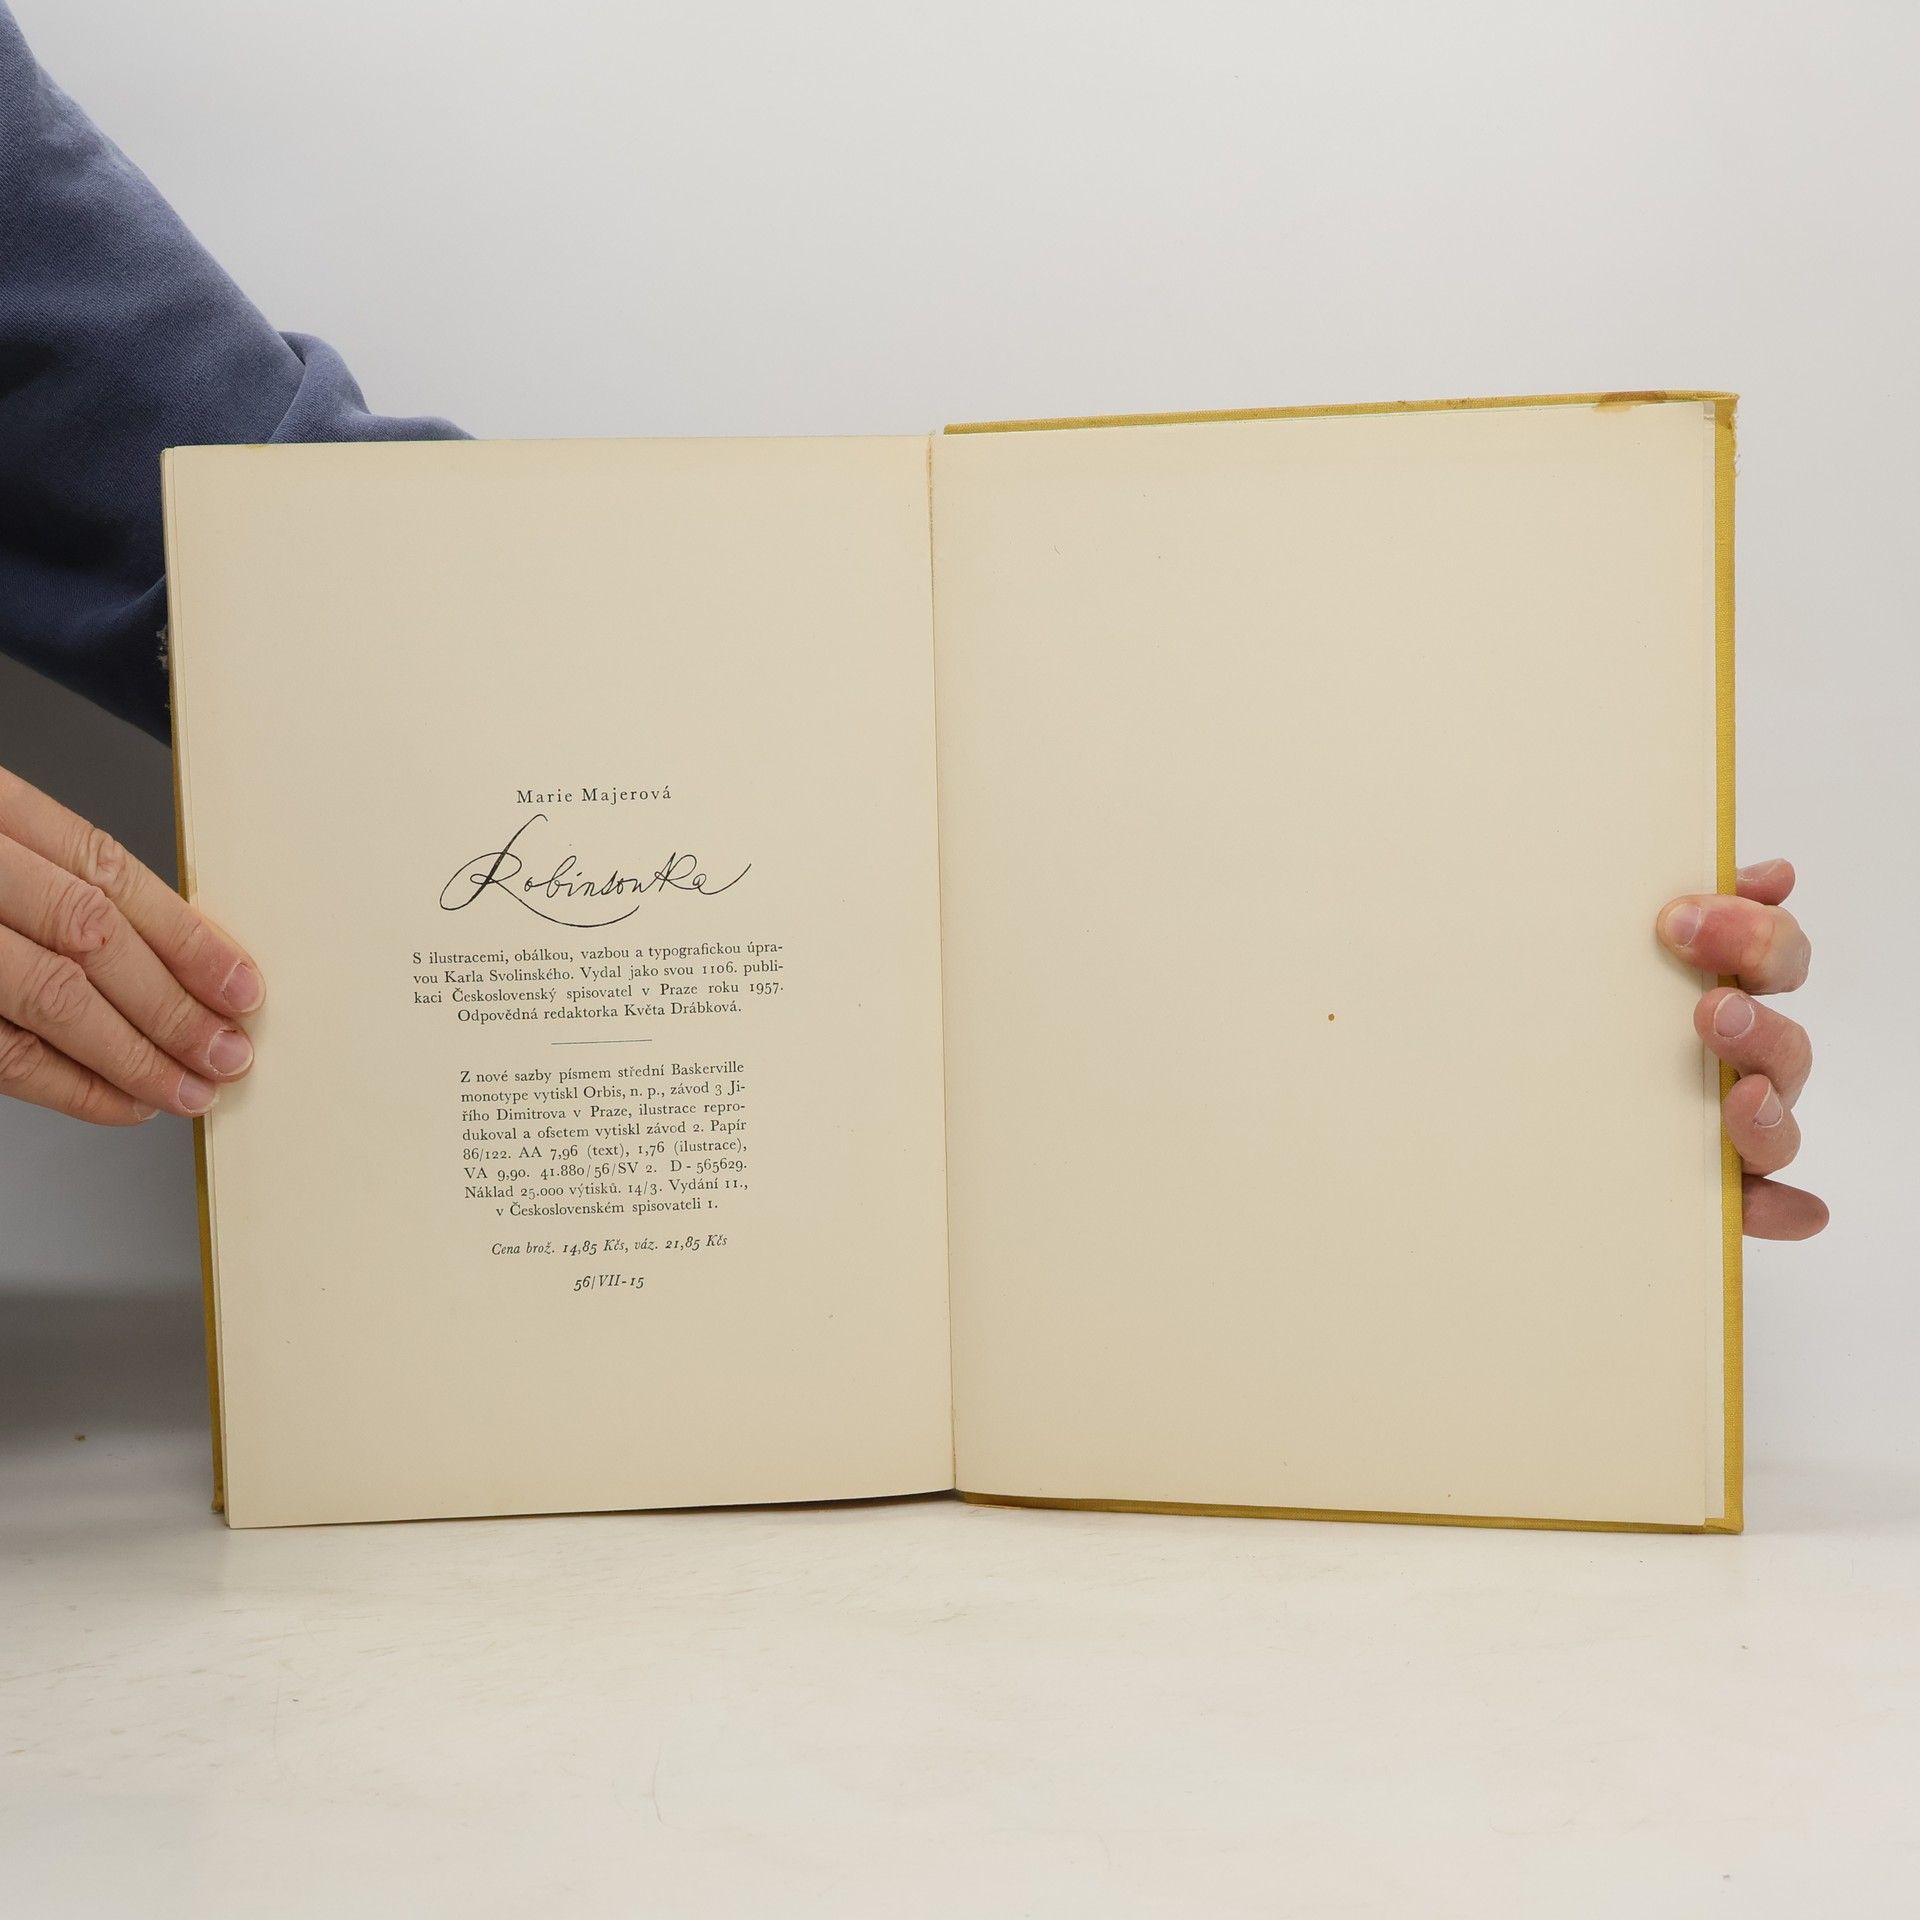 Marie Majerová
Robinsonka
S ilustracemi, obálkou, vazbou a typografickou úpra-
vou Karla Svolinského. Vydal jako svou 1106. publi-
kaci Československý spisovatel v Praze roku 1957.
Odpovědná redaktorka Květa Drábková.
Z nové sazby písmem střední Baskerville
monotype vytiskl Orbis, n. p., závod 3 Ji-
řího Dimitrova v Praze, ilustrace repro-
dukoval a ofsetem vytiskl závod 2. Papír
86/122. AA 7,96 (text), 1,76 (ilustrace),
VA 9,90. 41.880/56/SV 2. D - 565629.
Náklad 25.000 výtisků. 14/3. Vydání 11.,
v Československém spisovateli 1.
Cena brož. 14,85 Kčs, váz. 21,85 Kčs
56/VII-15